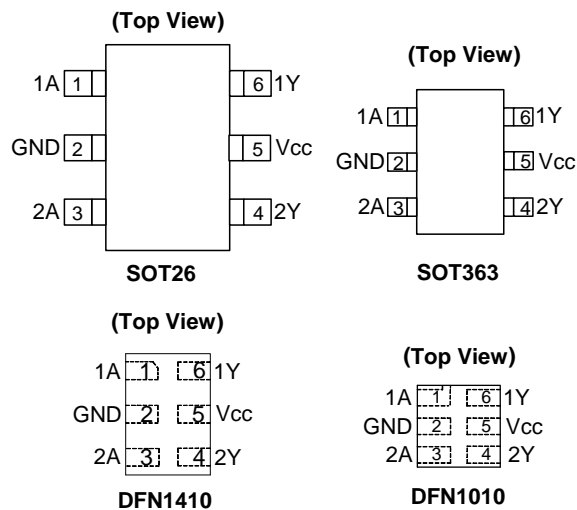 (Top View)
1A 1 6 1Y
GND 2 5 Vcc
2A 3 4 2Y
SOT26
(Top View)
1A 1 6 1Y
GND 2 5 Vcc
2A 3 4 2Y
SOT363
(Top View)
1A 1 6 1Y
GND 2 5 Vcc
2A 3 4 2Y
DFN1410
(Top View)
1A 1 6 1Y
GND 2 5 Vcc
2A 3 4 2Y
DFN1010